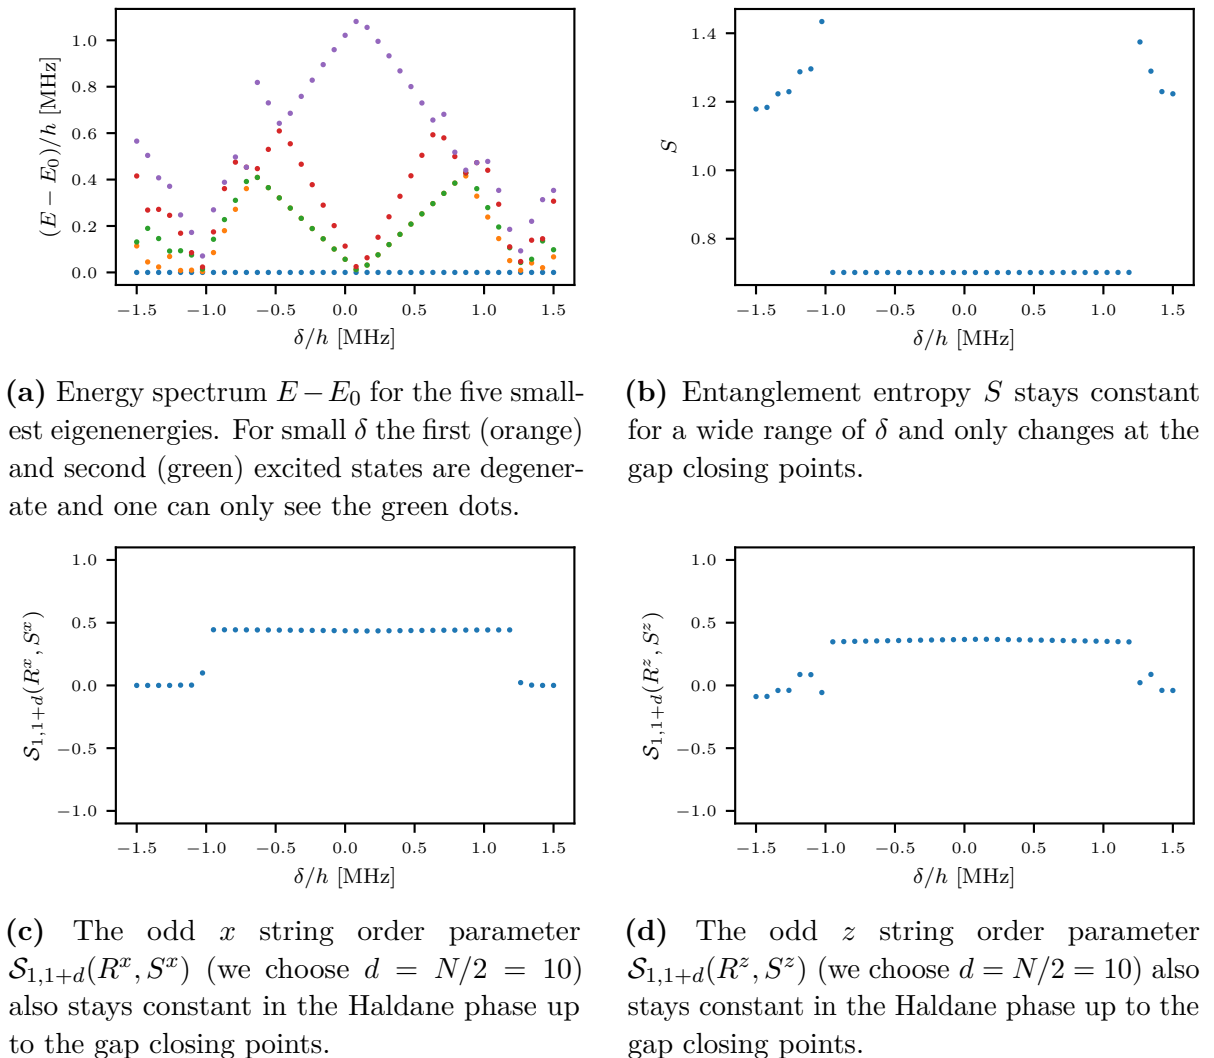 1.0
0.8
0.6
0.4
0.2
0.0
(E − E₀)/h [MHz]
−1.5 −1.0 −0.5 0.0 0.5 1.0 1.5
δ/h [MHz]
1.4
1.2
1.0
0.8
S
−1.5 −1.0 −0.5 0.0 0.5 1.0 1.5
δ/h [MHz]
(a) Energy spectrum E − E₀ for the five small-
est eigenenergies. For small δ the first (orange)
and second (green) excited states are degener-
ate and one can only see the green dots.
(b) Entanglement entropy S stays constant
for a wide range of δ and only changes at the
gap closing points.
1.0
0.5
0.0
−0.5
−1.0
𝒮₁,₁₊d(Rˣ, Sˣ)
−1.5 −1.0 −0.5 0.0 0.5 1.0 1.5
δ/h [MHz]
1.0
0.5
0.0
−0.5
−1.0
𝒮₁,₁₊d(Rᶻ, Sᶻ)
−1.5 −1.0 −0.5 0.0 0.5 1.0 1.5
δ/h [MHz]
(c) The odd x string order parameter
𝒮₁,₁₊d(Rˣ, Sˣ) (we choose d = N/2 = 10)
also stays constant in the Haldane phase up
to the gap closing points.
(d) The odd z string order parameter
𝒮₁,₁₊d(Rᶻ, Sᶻ) (we choose d = N/2 = 10) also
stays constant in the Haldane phase up to the
gap closing points.